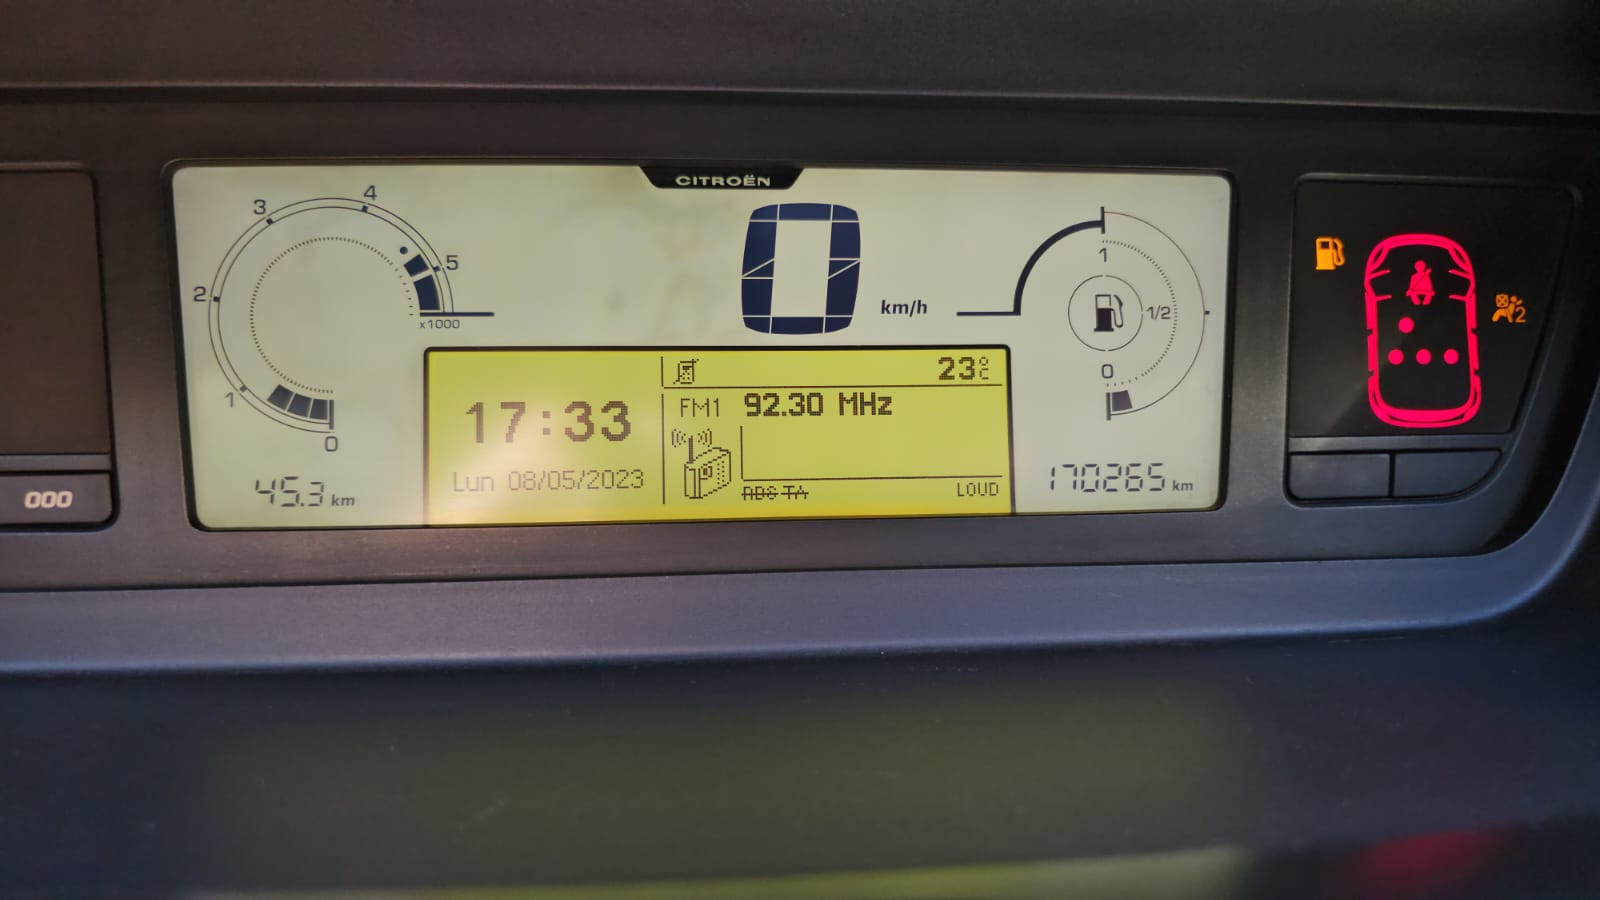 CITROËN
3
4
2
5
x1000
1
0
0 km/h
1
1/2
0
45.3 km
17:33
Lun 08/05/2023
23°C
FM1 92.30 MHz
RDS TA
LOUD
170265 km
000
2